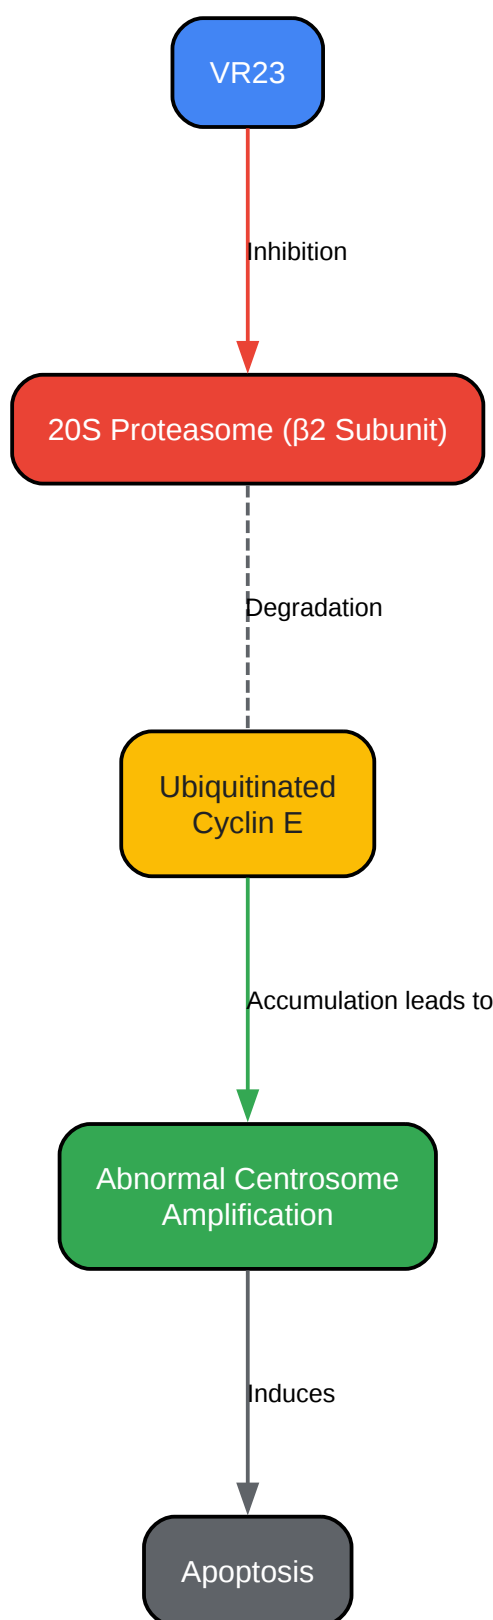 VR23
Inhibition
20S Proteasome (β2 Subunit)
Degradation
Ubiquitinated
Cyclin E
Accumulation leads to
Abnormal Centrosome
Amplification
Induces
Apoptosis